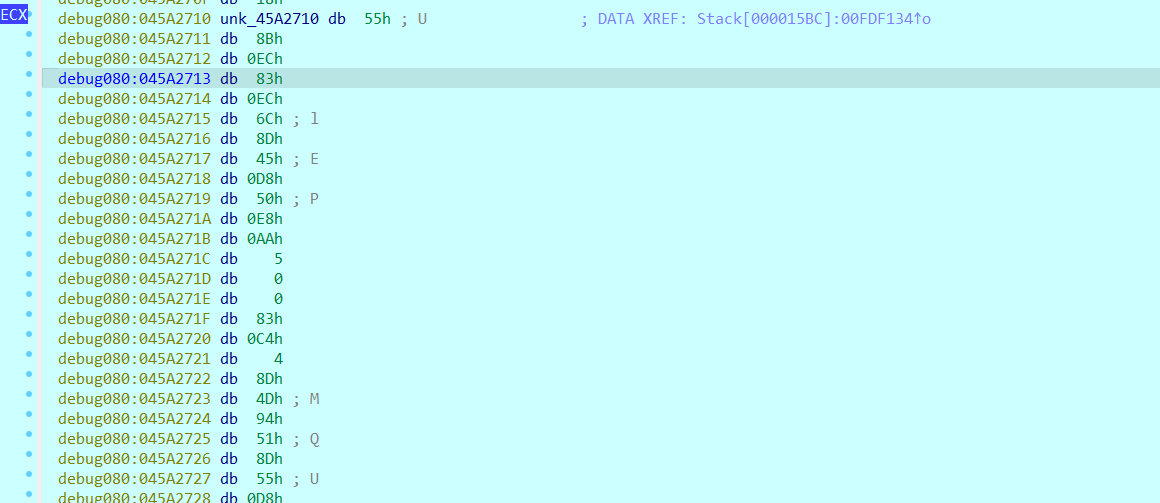 debug080:045A270F db 18h
ECX
debug080:045A2710 unk_45A2710 db 55h ; U ; DATA XREF: Stack[000015BC]:00FDF134↑o
debug080:045A2711 db 8Bh
debug080:045A2712 db 0ECh
debug080:045A2713 db 83h
debug080:045A2714 db 0ECh
debug080:045A2715 db 6Ch ; l
debug080:045A2716 db 8Dh
debug080:045A2717 db 45h ; E
debug080:045A2718 db 0D8h
debug080:045A2719 db 50h ; P
debug080:045A271A db 0E8h
debug080:045A271B db 0AAh
debug080:045A271C db 5
debug080:045A271D db 0
debug080:045A271E db 0
debug080:045A271F db 83h
debug080:045A2720 db 0C4h
debug080:045A2721 db 4
debug080:045A2722 db 8Dh
debug080:045A2723 db 4Dh ; M
debug080:045A2724 db 94h
debug080:045A2725 db 51h ; Q
debug080:045A2726 db 8Dh
debug080:045A2727 db 55h ; U
debug080:045A2728 db 0D8h